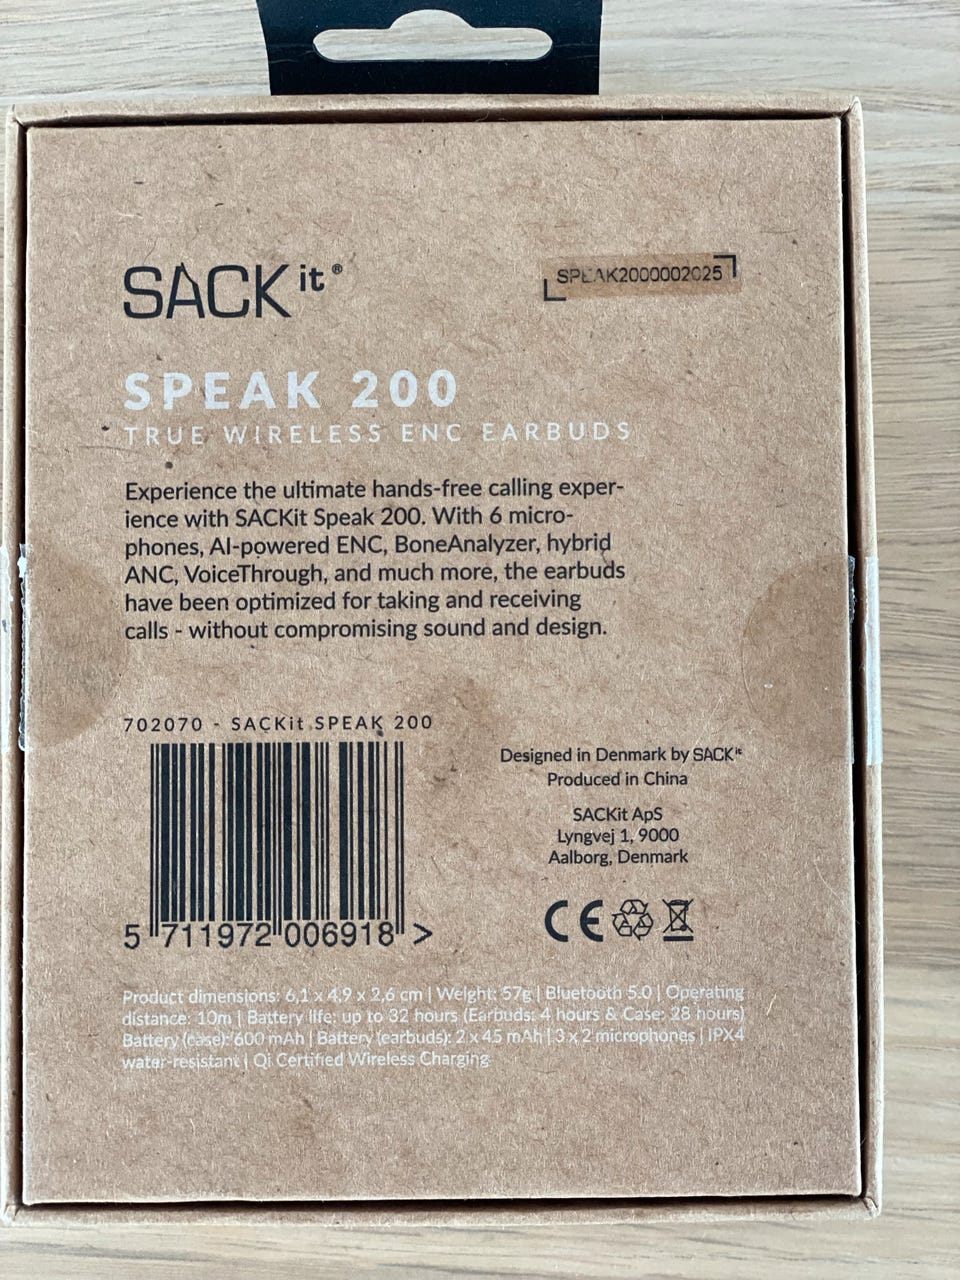 SACKit®
SPEAK2000002025
SPEAK 200
TRUE WIRELESS ENC EARBUDS
Experience the ultimate hands-free calling exper-
ience with SACKit Speak 200. With 6 micro-
phones, AI-powered ENC, BoneAnalyzer, hybrid
ANC, VoiceThrough, and much more, the earbuds
have been optimized for taking and receiving
calls - without compromising sound and design.
702070 - SACKit SPEAK 200
5 711972 006918 >
Designed in Denmark by SACKit
Produced in China
SACKit ApS
Lyngvej 1, 9000
Aalborg, Denmark
CE
Product dimensions: 6,1 x 4,9 x 2,6 cm | Weight: 57g | Bluetooth 5.0 | Operating
distance: 10m | Battery life: up to 32 hours (Earbuds: 4 hours & Case: 28 hours)
Battery (case): 600 mAh | Battery (earbuds): 2 x 45 mAh | 3 x 2 microphones | IPX4
water-resistant | Qi Certified Wireless Charging